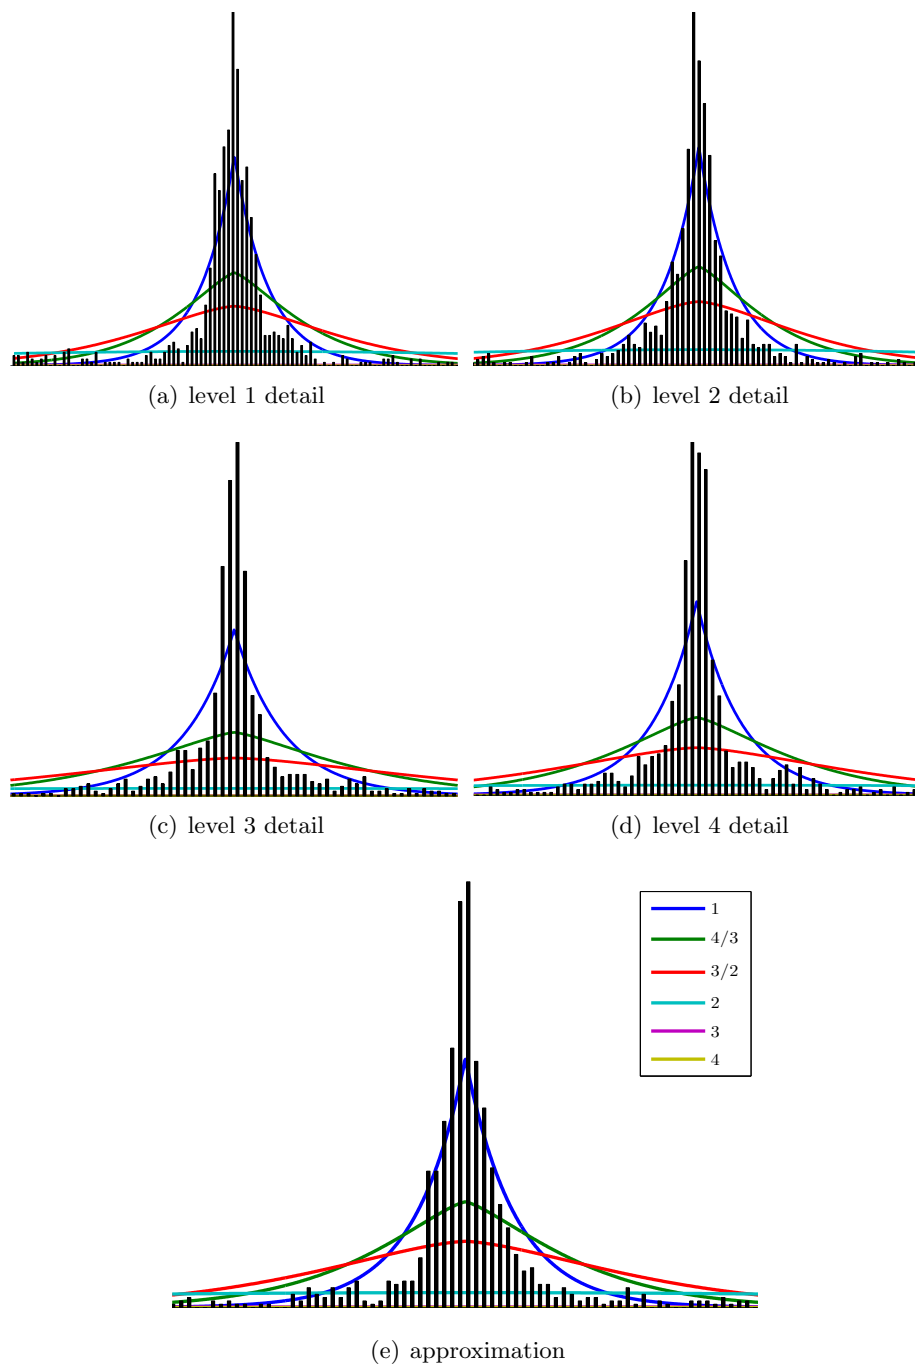 (a) level 1 detail
(b) level 2 detail
(c) level 3 detail
(d) level 4 detail
1
4/3
3/2
2
3
4
(e) approximation